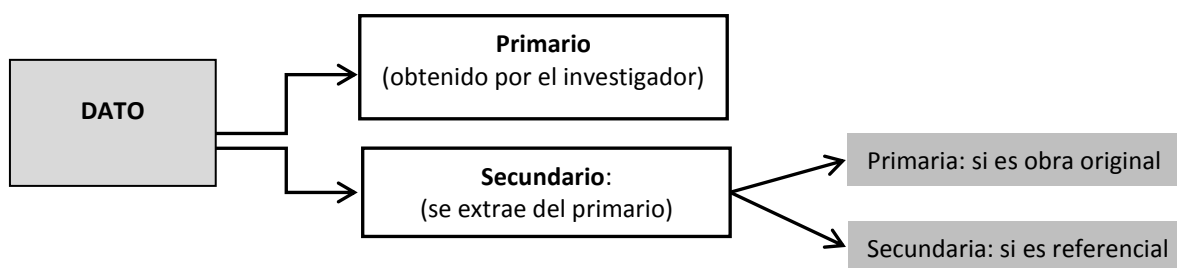 DATO
Primario
(obtenido por el investigador)
Secundario:
(se extrae del primario)
Primaria: si es obra original
Secundaria: si es referencial